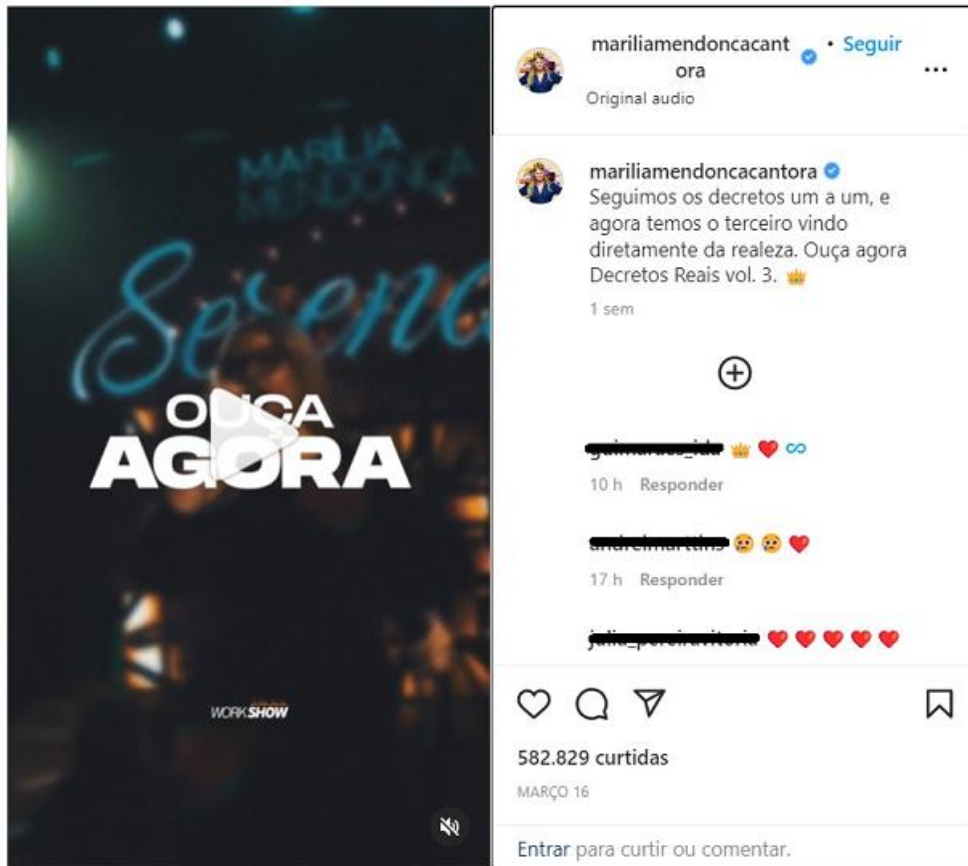 MARÍLIA
MENDONÇA
OUÇA
AGORA
WORKSHOW
mariliamendoncacant
ora
• Seguir
Original audio
mariliamendoncacantora
Seguimos os decretos um a um, e
agora temos o terceiro vindo
diretamente da realeza. Ouça agora
Decretos Reais vol. 3. 👑
1 sem
👑 ❤️ ∞
10 h Responder
😢 😢 ❤️
17 h Responder
❤️ ❤️ ❤️ ❤️ ❤️
582.829 curtidas
MARÇO 16
Entrar para curtir ou comentar.